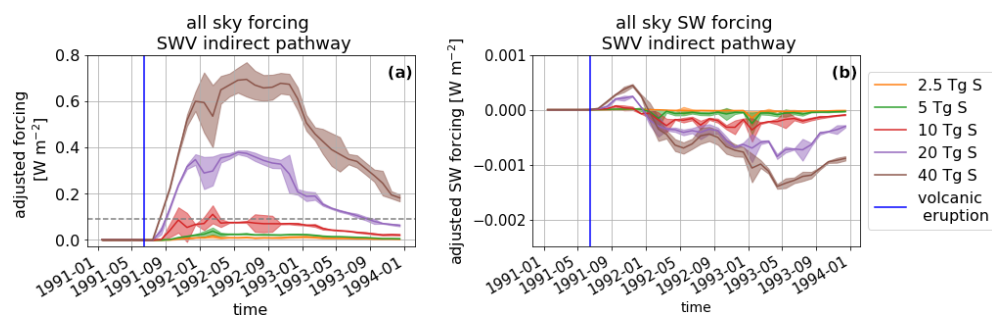 all sky forcing
SWV indirect pathway
(a)
adjusted forcing
[W m⁻²]
0.8
0.6
0.4
0.2
0.0
1991-01
1991-05
1991-09
1992-01
1992-05
1992-09
1993-01
1993-05
1993-09
1994-01
time
all sky SW forcing
SWV indirect pathway
(b)
adjusted SW forcing [W m⁻²]
0.001
0.000
−0.001
−0.002
1991-01
1991-05
1991-09
1992-01
1992-05
1992-09
1993-01
1993-05
1993-09
1994-01
time
2.5 Tg S
5 Tg S
10 Tg S
20 Tg S
40 Tg S
volcanic
eruption